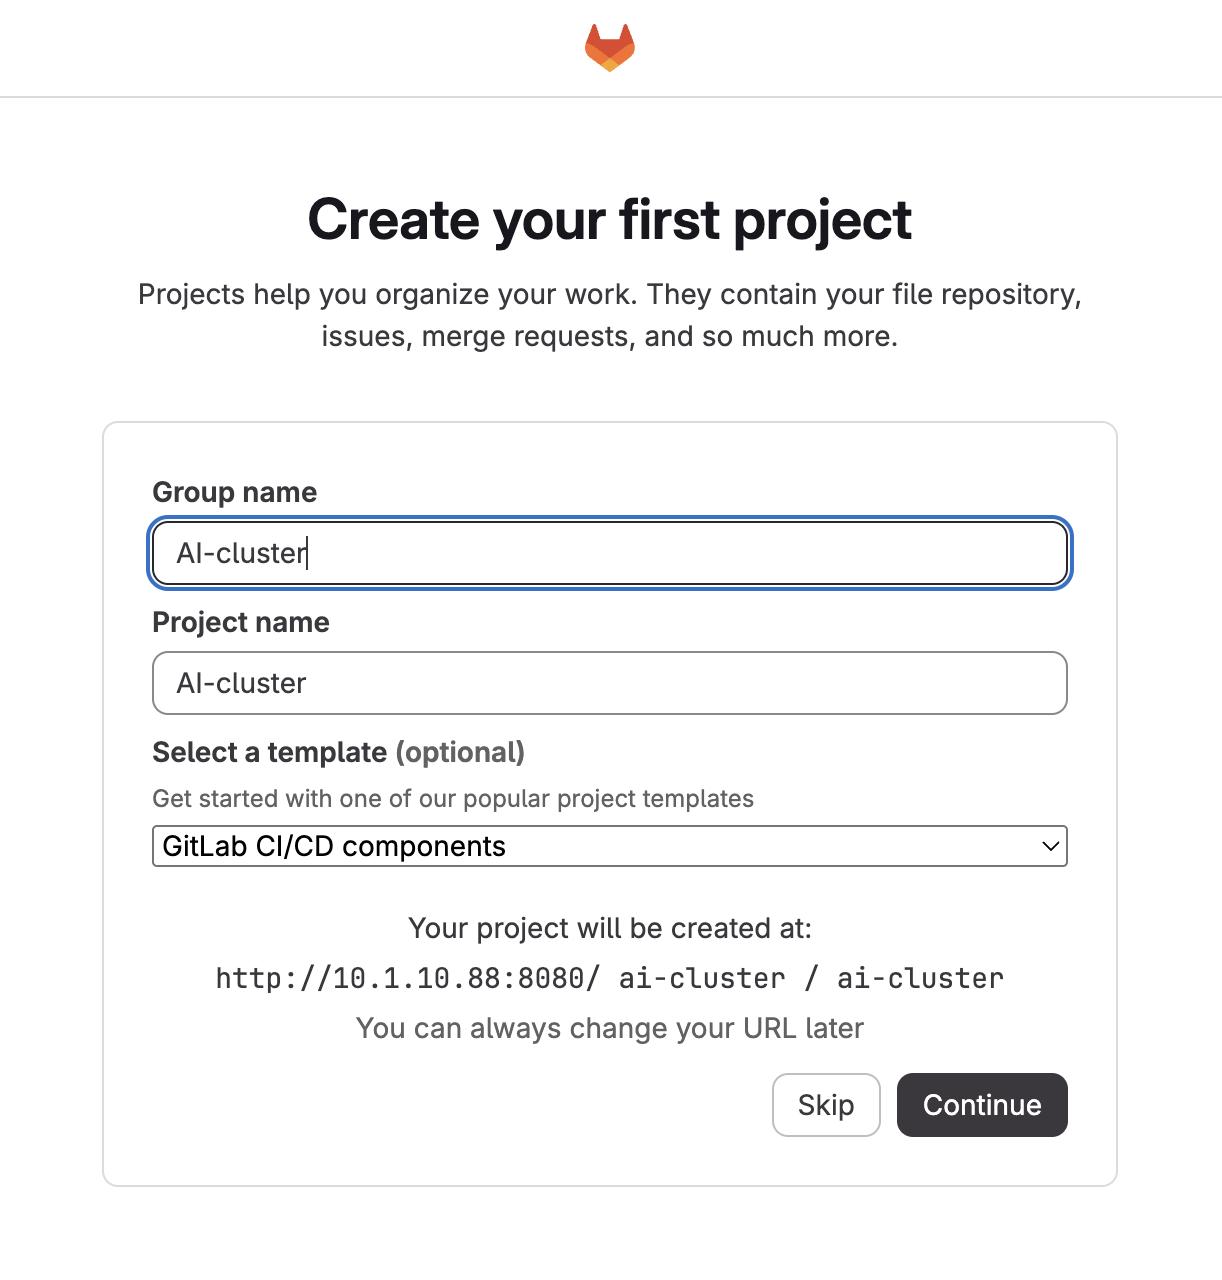 Create your first project
Projects help you organize your work. They contain your file repository,
issues, merge requests, and so much more.
Group name
AI-cluster
Project name
AI-cluster
Select a template (optional)
Get started with one of our popular project templates
GitLab CI/CD components
Your project will be created at:
http://10.1.10.88:8080/ ai-cluster / ai-cluster
You can always change your URL later
Skip
Continue